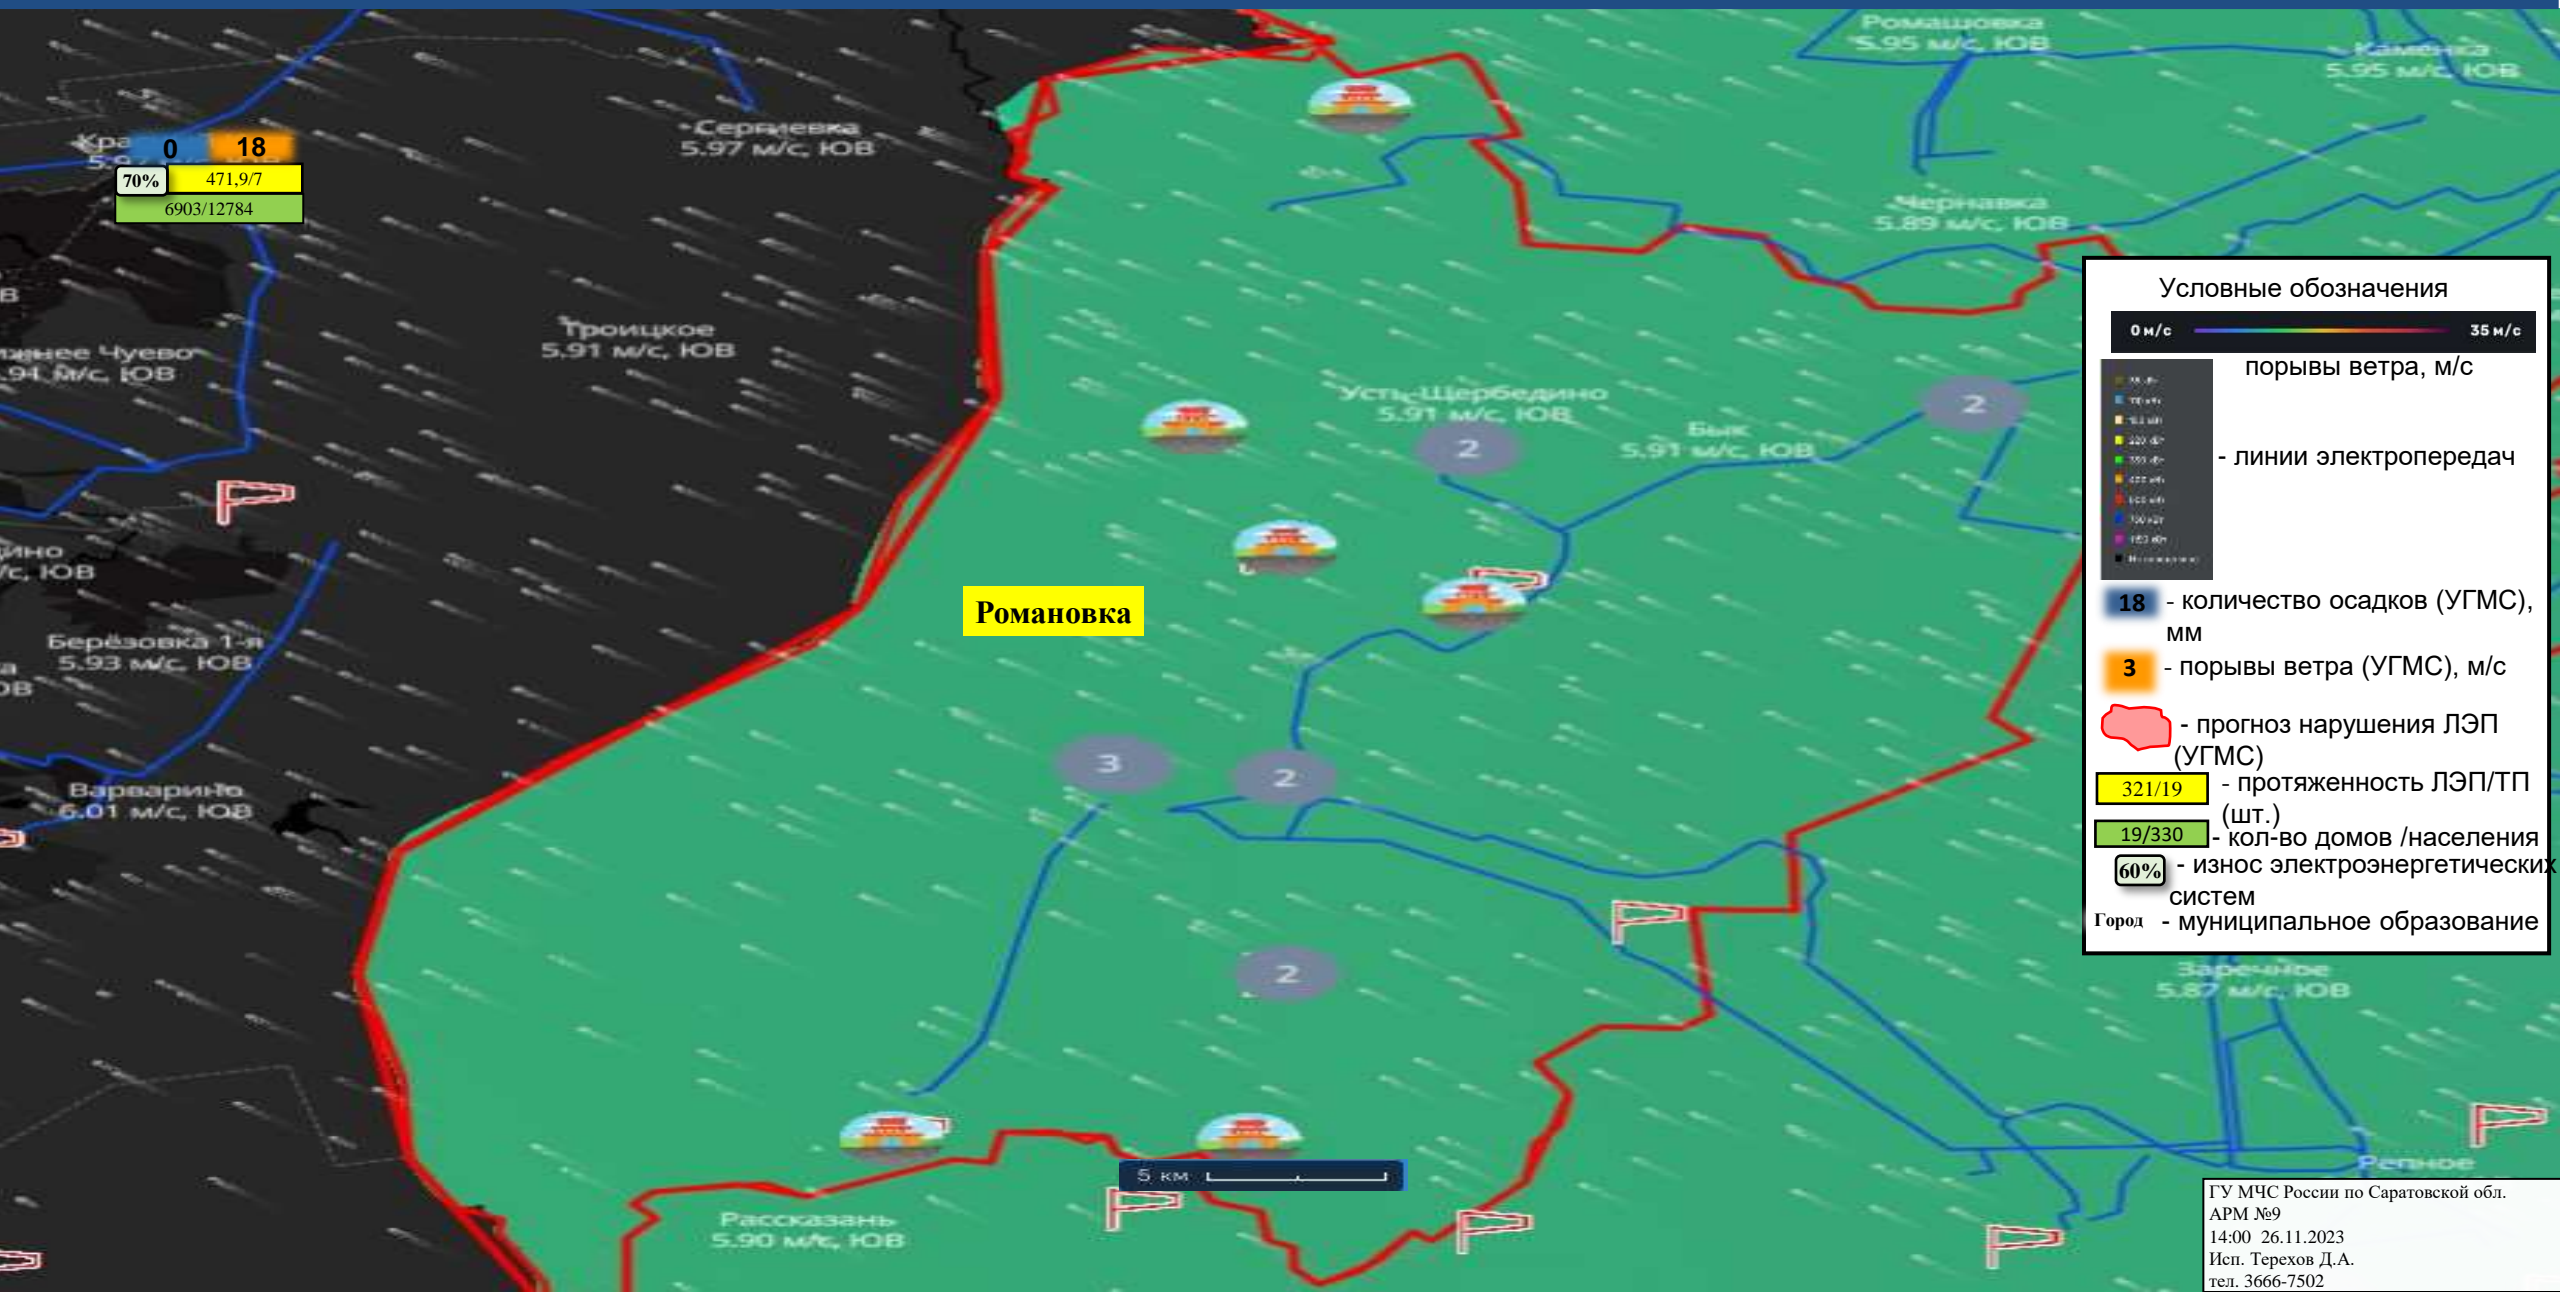 Ромашовка
5.95 м/с, ЮВ
Каменка
5.95 м/с, ЮВ
Сергиевка
5.97 м/с, ЮВ
0
18
70%
471,9/7
6903/12784
Чернавка
5.89 м/с, ЮВ
Троицкое
5.91 м/с, ЮВ
Чуево
.94 м/с, ЮВ
Усть-Щербедино
5.91 м/с, ЮВ
2
Бык
5.91 м/с, ЮВ
2
ино
/с, ЮВ
Романовка
Берёзовка 1-я
5.93 м/с, ЮВ
3
2
Варварино
6.01 м/с, ЮВ
2
5 км
Рассказань
5.90 м/с, ЮВ
Заречное
5.87 м/с, ЮВ
Репное
Условные обозначения
0 м/с
35 м/с
порывы ветра, м/с
- линии электропередач
18 - количество осадков (УГМС),
мм
3 - порывы ветра (УГМС), м/с
- прогноз нарушения ЛЭП
(УГМС)
321/19 - протяженность ЛЭП/ТП
(шт.)
19/330 - кол-во домов /населения
60% - износ электроэнергетических
систем
Город - муниципальное образование
ГУ МЧС России по Саратовской обл.
АРМ №9
14:00 26.11.2023
Исп. Терехов Д.А.
тел. 3666-7502